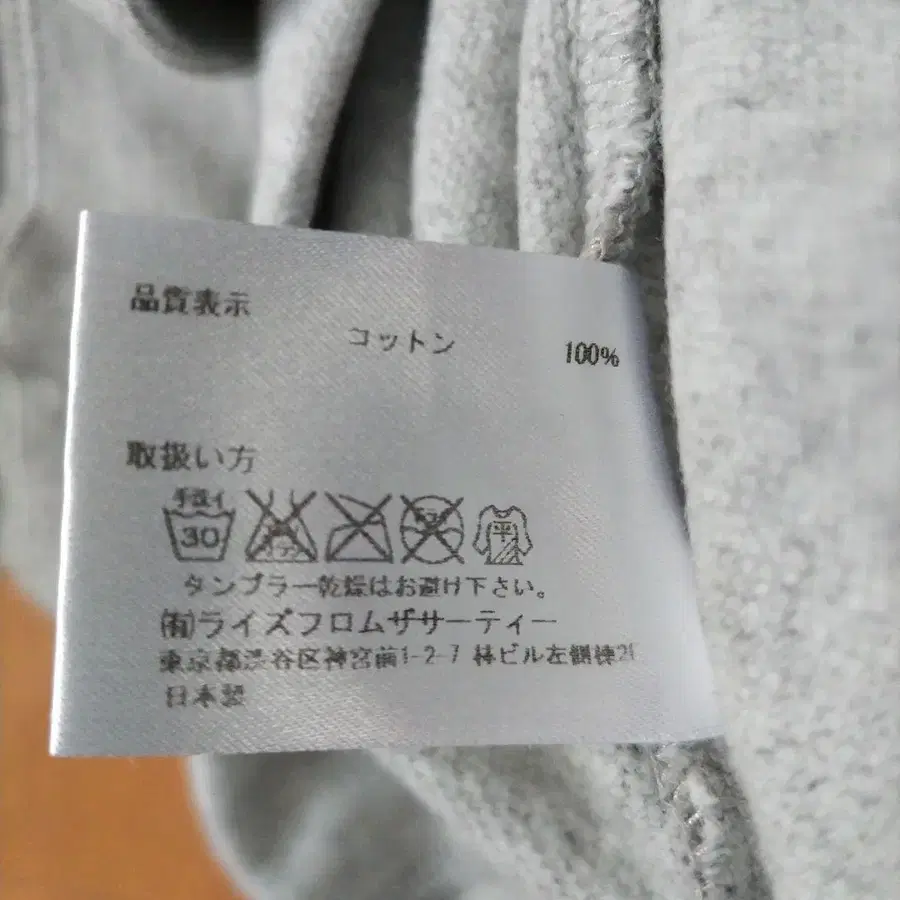 品質表示
コットン 100%
取扱い方
手洗イ
30
平
タンブラー乾燥はお避け下さい。
(有)ライズフロムザサーティー
東京都渋谷区神宮前1-2-7 林ビル左側棟2F
日本製